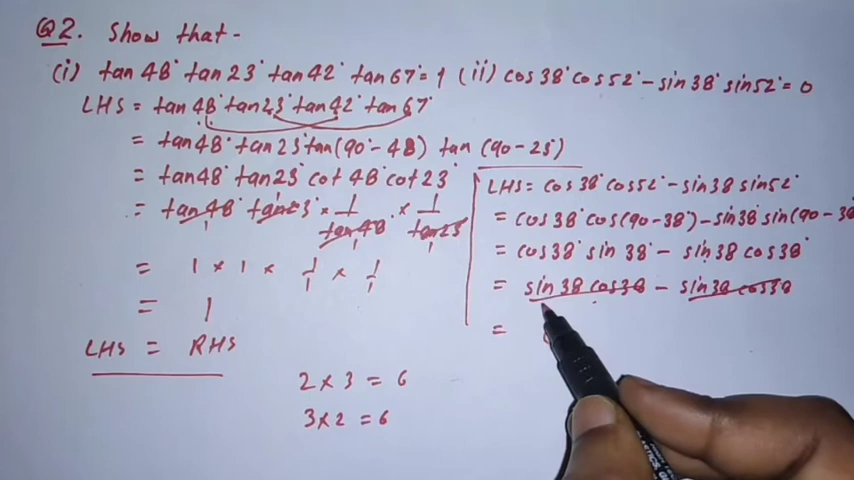 Q2. Show that-
(i) tan 48° tan 23° tan 42° tan 67° = 1 (ii) cos 38° cos 52° - sin 38° sin 52° = 0
LHS = tan 48° tan 23° tan 42° tan 67°
= tan 48° tan 23° tan (90° - 48) tan (90 - 23)
= tan 48° tan 23° cot 48° cot 23°
= tan 48° tan 23° × 1/tan 48° × 1/tan 23°
= 1 × 1 × 1/1 × 1/1
= 1
LHS = RHS
LHS = cos 38° cos 52° - sin 38 sin 52°
= cos 38° cos (90 - 38°) - sin 38° sin (90 - 38
= cos 38° sin 38° - sin 38 cos 38°
= sin 38 cos 38 - sin 38 cos 38
=
2 × 3 = 6
3 × 2 = 6